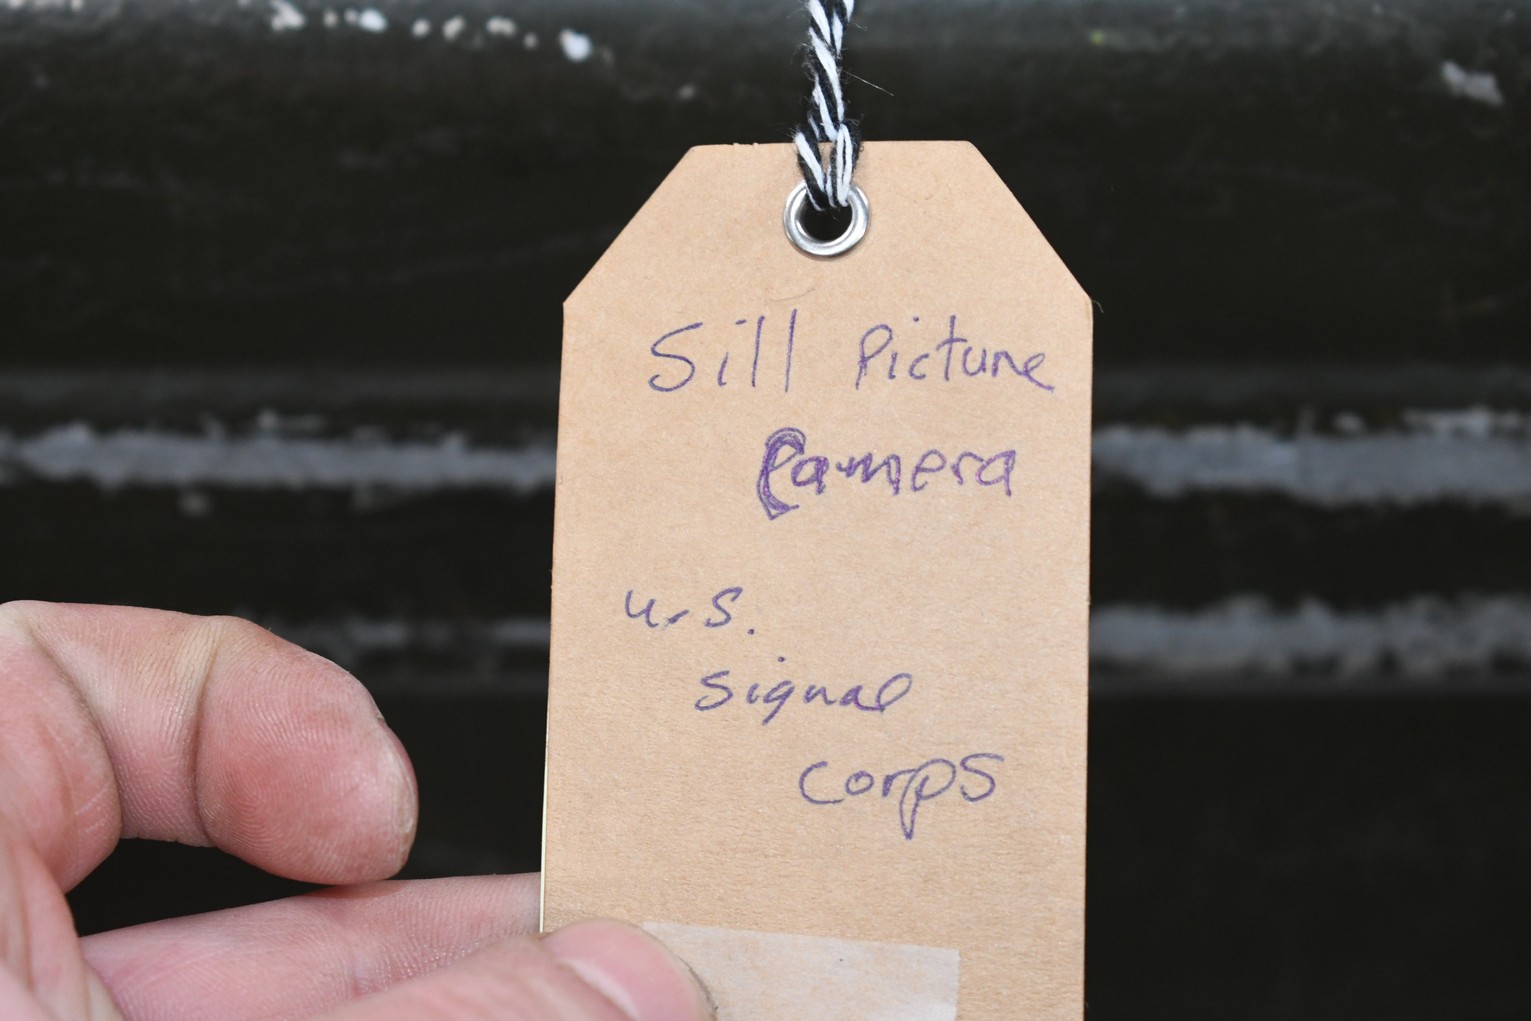 Sill Picture
Camera
U.S.
Signal
Corps